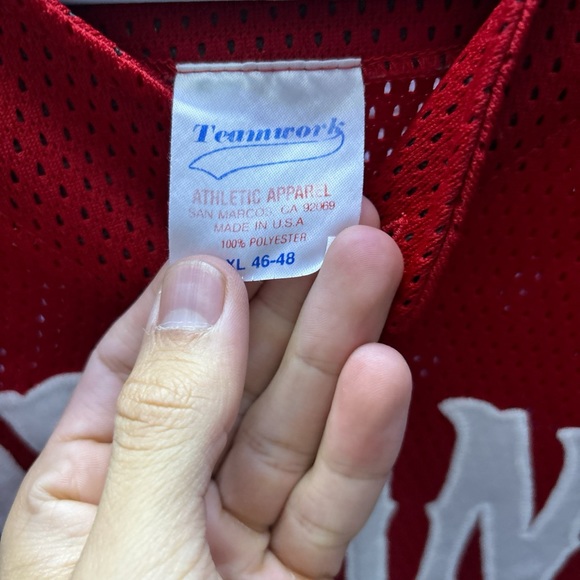 Teamwork
ATHLETIC APPAREL
SAN MARCOS, CA 92069
MADE IN U.S.A.
100% POLYESTER
XL 46-48